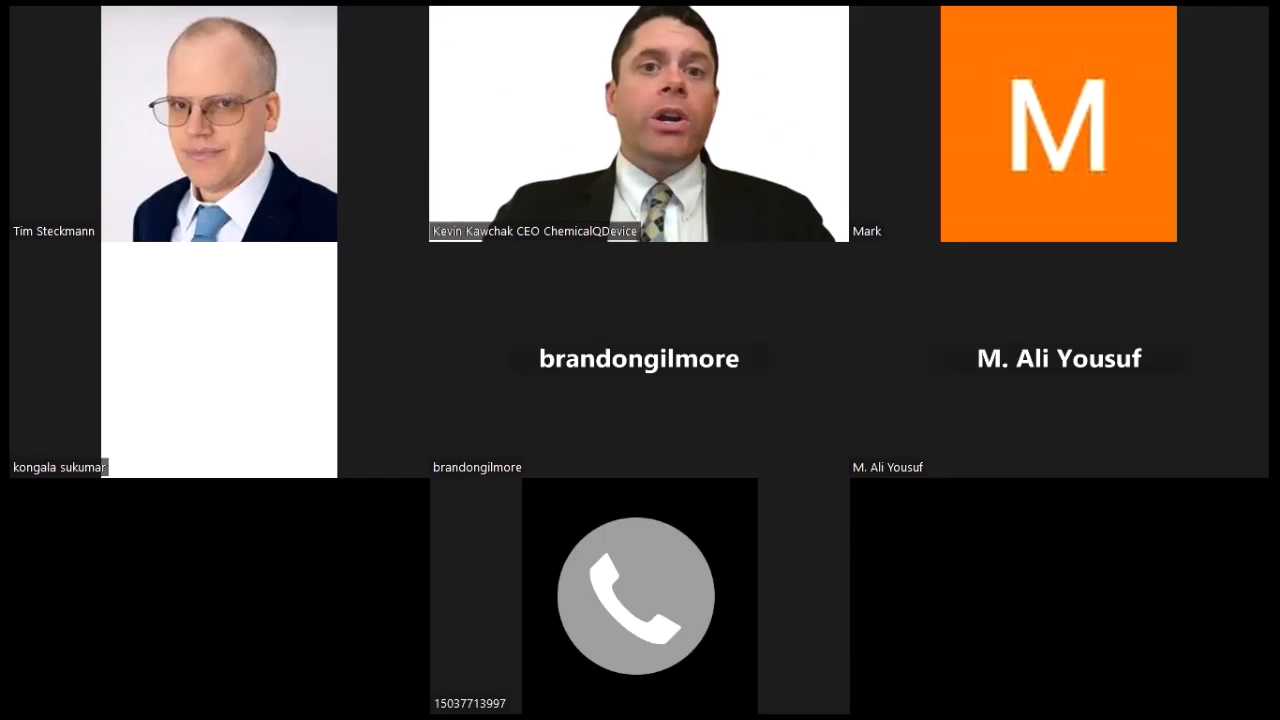 M
Tim Steckmann
Kevin Kawchak CEO ChemicalQDevice
Mark
brandongilmore
M. Ali Yousuf
kongala sukumar
brandongilmore
M. Ali Yousuf
15037713997